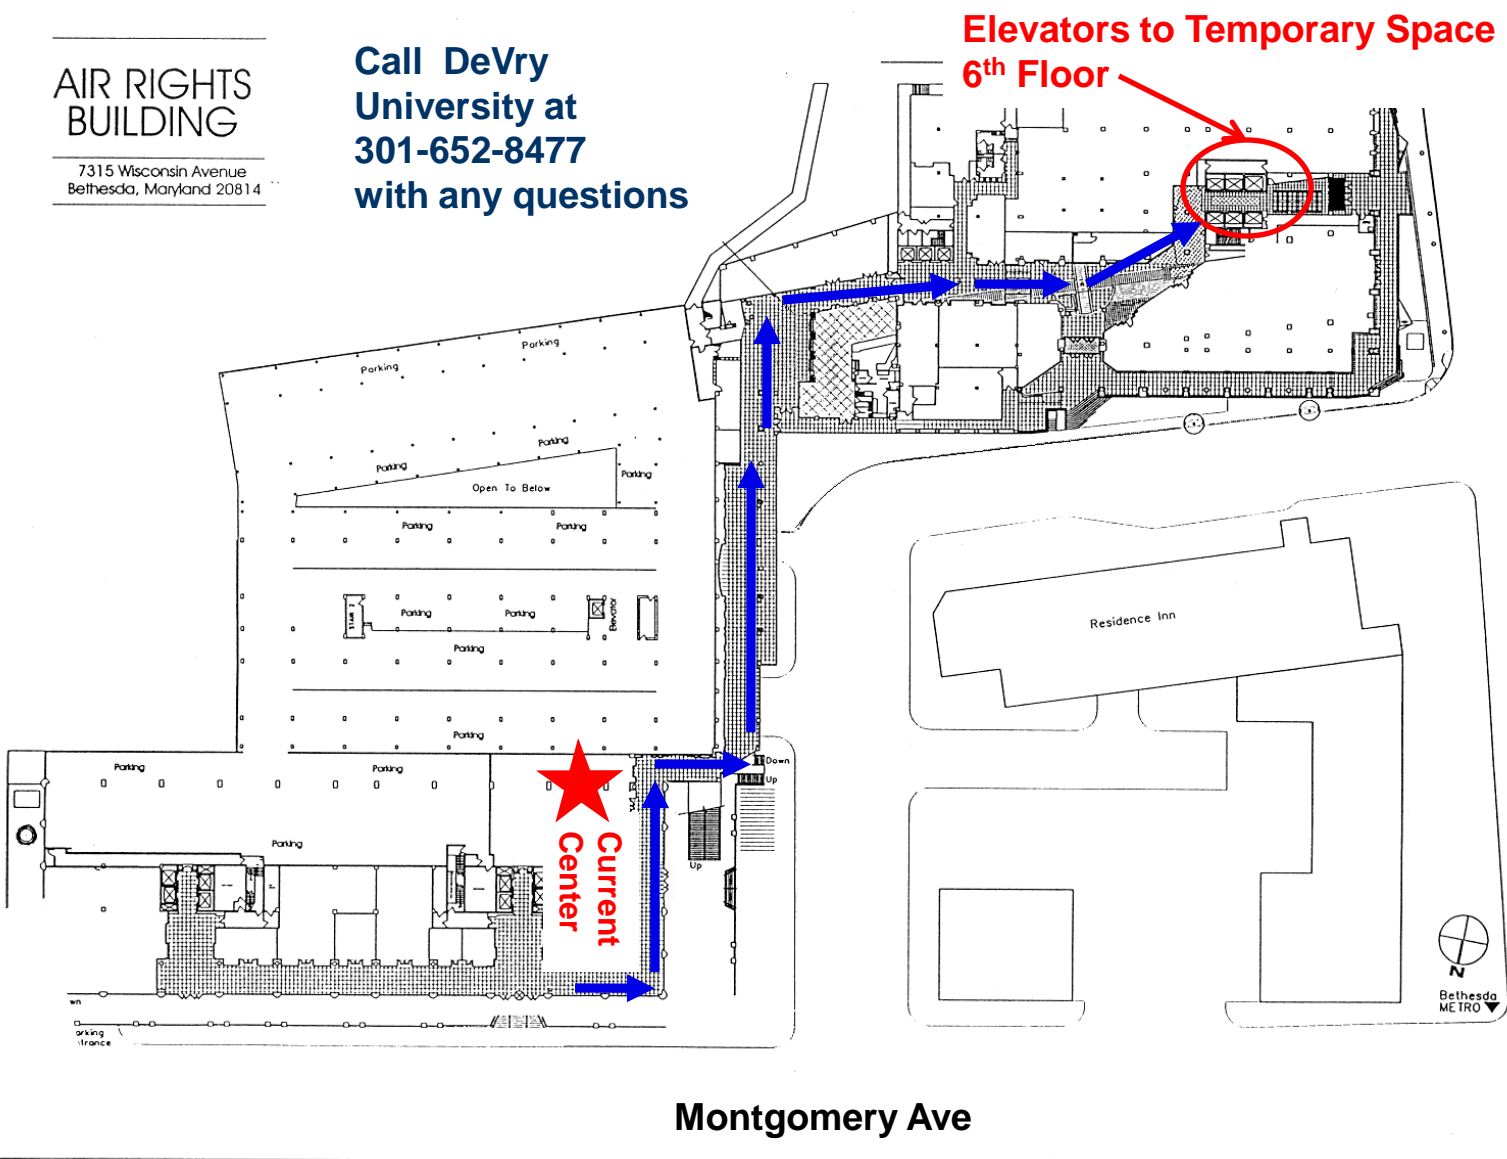 AIR RIGHTS
BUILDING
7315 Wisconsin Avenue
Bethesda, Maryland 20814
Call DeVry
University at
301-652-8477
with any questions
Elevators to Temporary Space
6th Floor
Parking
Parking
Parking
Parking
Parking
Open To Below
Parking
Parking
STAIR 2
Parking
Parking
Elevator
Parking
Parking
Residence Inn
Parking
Parking
Parking
Down
Up
Up
Current
Center
N
Bethesda
METRO
Montgomery Ave